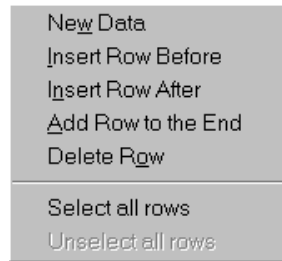 New Data
Insert Row Before
Insert Row After
Add Row to the End
Delete Row
Select all rows
Unselect all rows